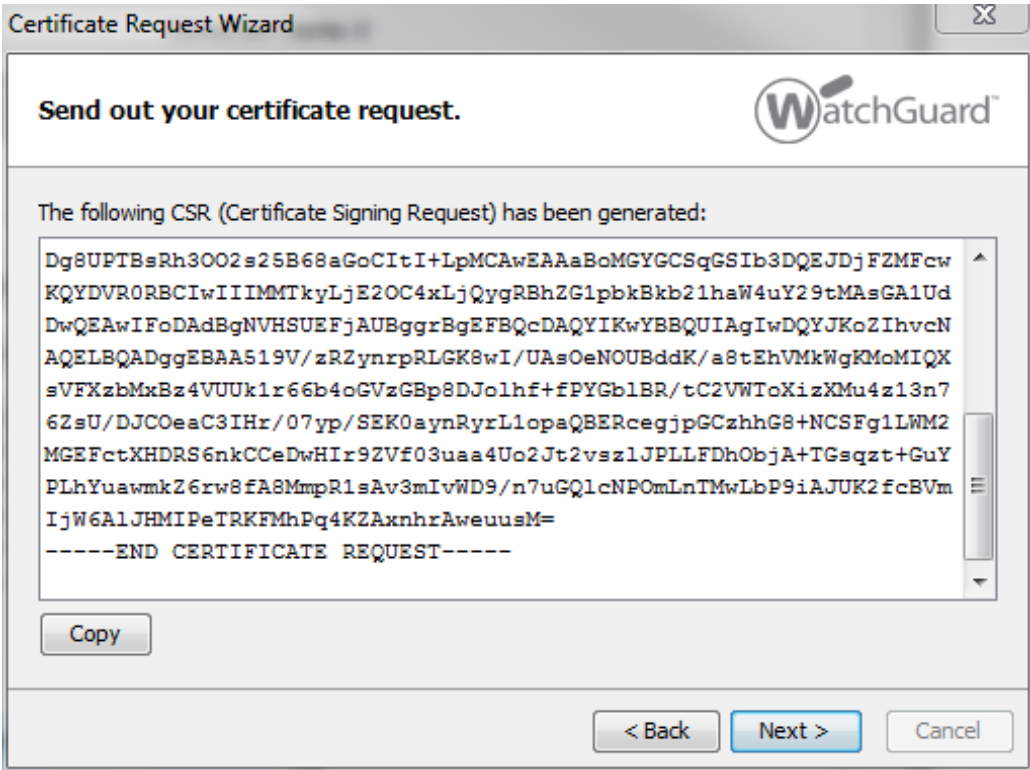 Certificate Request Wizard
Send out your certificate request.
WatchGuard™
The following CSR (Certificate Signing Request) has been generated:
Dg8UPTBsRh3OO2s25B68aGoCItI+LpMCAwEAAaBoMGYGCSqGSIb3DQEJDjFZMFcw
KQYDVR0RBCIwIIIMMTkyLjE2OC4xLjQygRBhZG1pbkBkb21haW4uY29tMAsGA1Ud
DwQEAwIFoDAdBgNVHSUEFjAUBggrBgEFBQcDAQYIKwYBBQUIAgIwDQYJKoZIhvcN
AQELBQADggEBAA519V/zRZynrpRLGK8wI/UAsOeNOUBddK/a8tEhVMkWgKMoMIQX
sVFXzbMxBz4VUUk1r66b4oGVzGBp8DJolhf+fPYGblBR/tC2VWToXizXMu4z13n7
6ZsU/DJCOeaC3IHr/07yp/SEK0aynRyrL1opaQBERcegjpGCzhhG8+NCSFg1LWM2
MGEFctXHDRS6nkCCeDwHIr9ZVf03uaa4Uo2Jt2vszlJPLLFDhObjA+TGsqzt+GuY
PLhYuawmkZ6rw8fA8MmpR1sAv3mIvWD9/n7uGQlcNPOmLnTMwLbP9iAJUK2fcBVm
IjW6AlJHMIPeTRKFMhPq4KZAxnhrAweuusM=
-----END CERTIFICATE REQUEST-----
Copy
< Back
Next >
Cancel